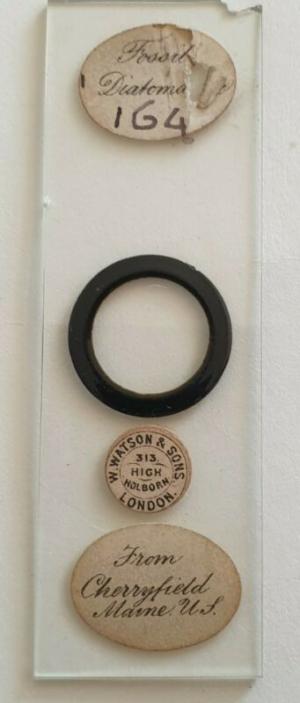 Fossil
Diatoma
164
W. WATSON & SONS
313
HIGH
HOLBORN
LONDON.
From
Cherryfield
Maine. U.S.